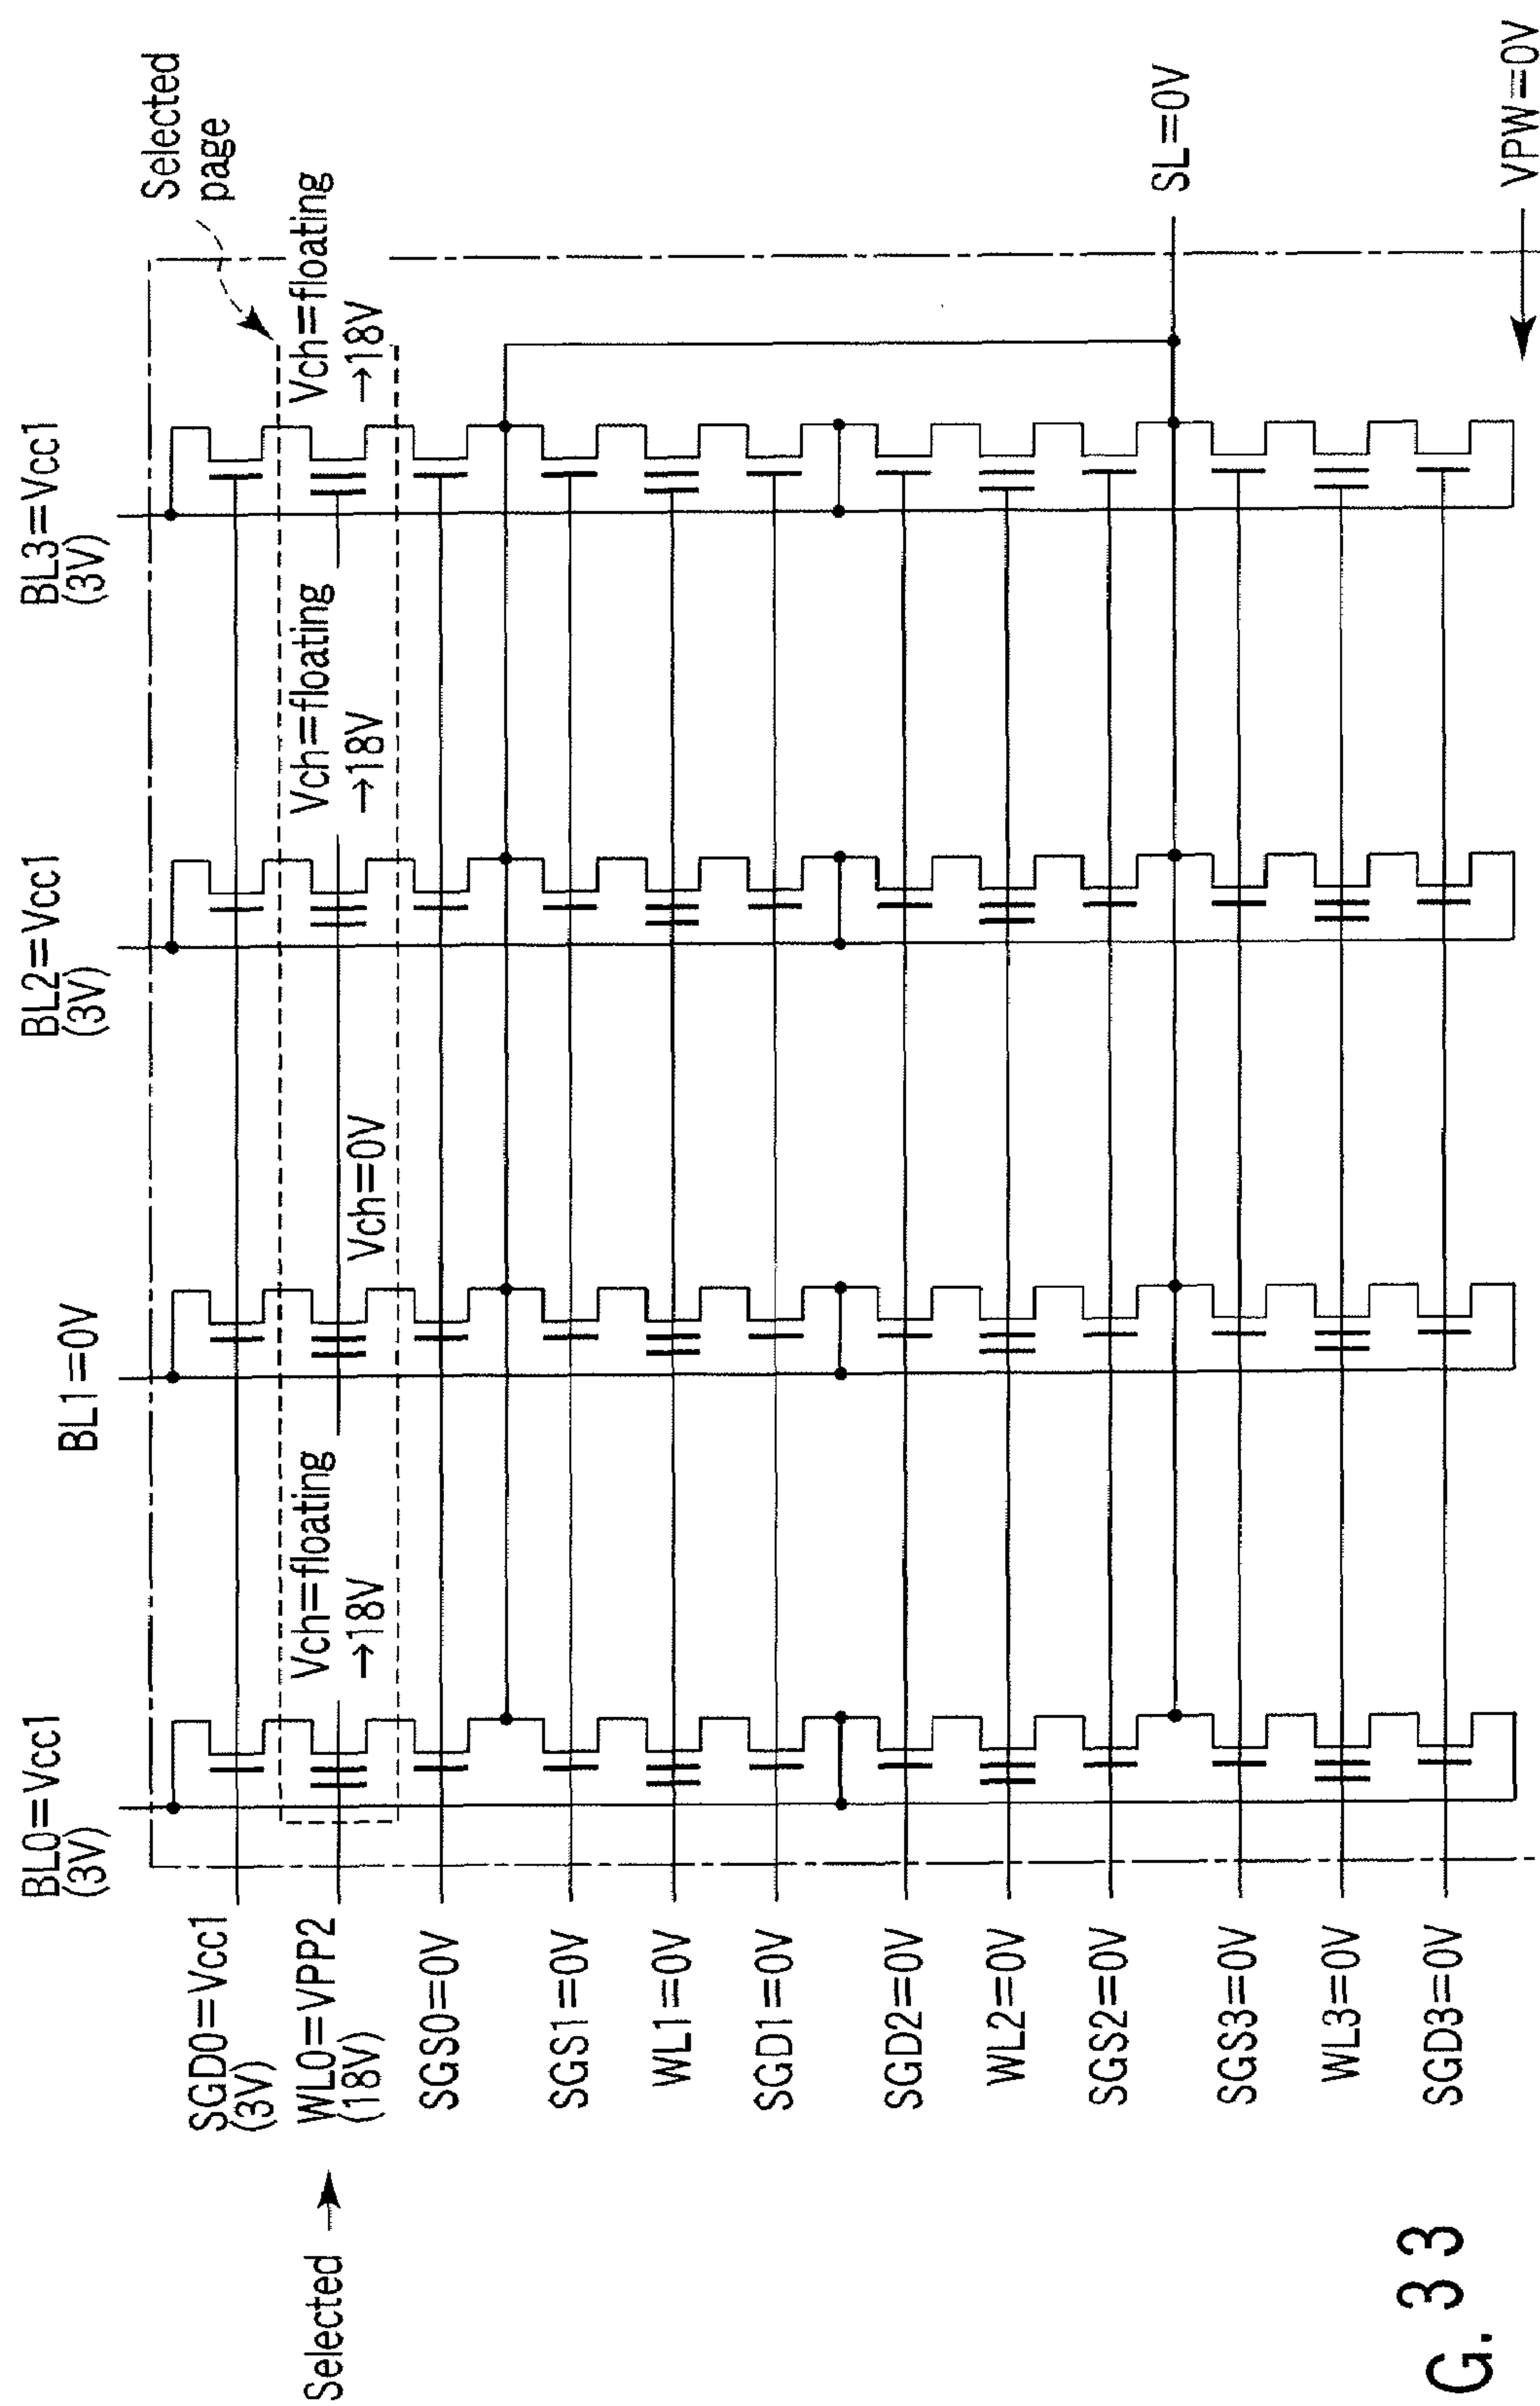 BL0=Vcc1
(3V)
BL1=0V
BL2=Vcc1
(3V)
BL3=Vcc1
(3V)
Selected
page
SGD0=Vcc1
(3V)
Selected
WL0=VPP2
(18V)
Vch=floating
→18V
Vch=0V
Vch=floating
→18V
Vch=floating
→18V
SGS0=0V
SGS1=0V
WL1=0V
SGD1=0V
SGD2=0V
WL2=0V
SGS2=0V
SL=0V
SGS3=0V
WL3=0V
SGD3=0V
VPW=0V
G. 33